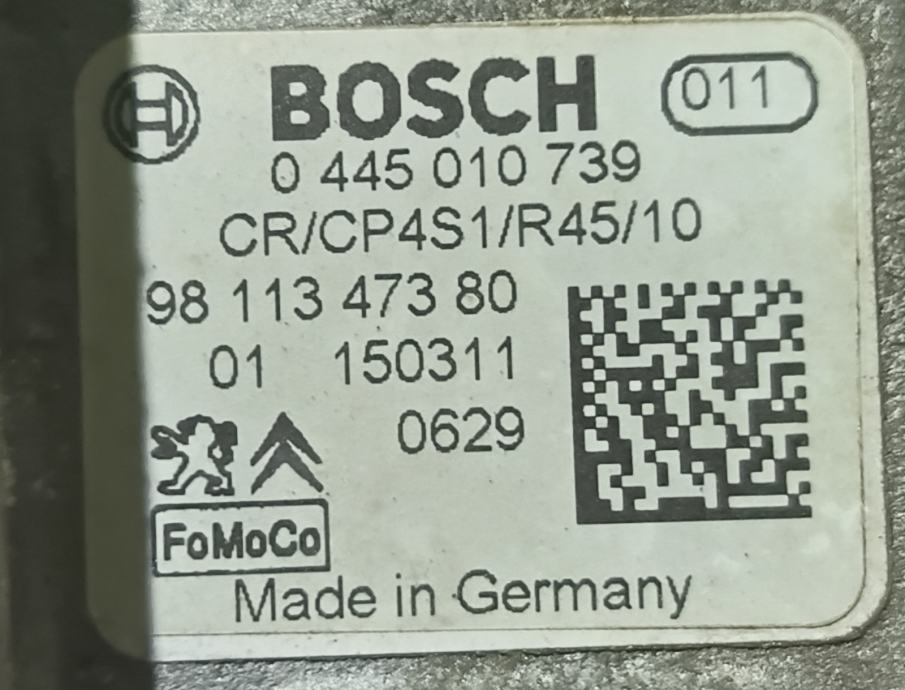 BOSCH 011
0 445 010 739
CR/CP4S1/R45/10
98 113 473 80
01 150311
0629
FoMoCo
Made in Germany